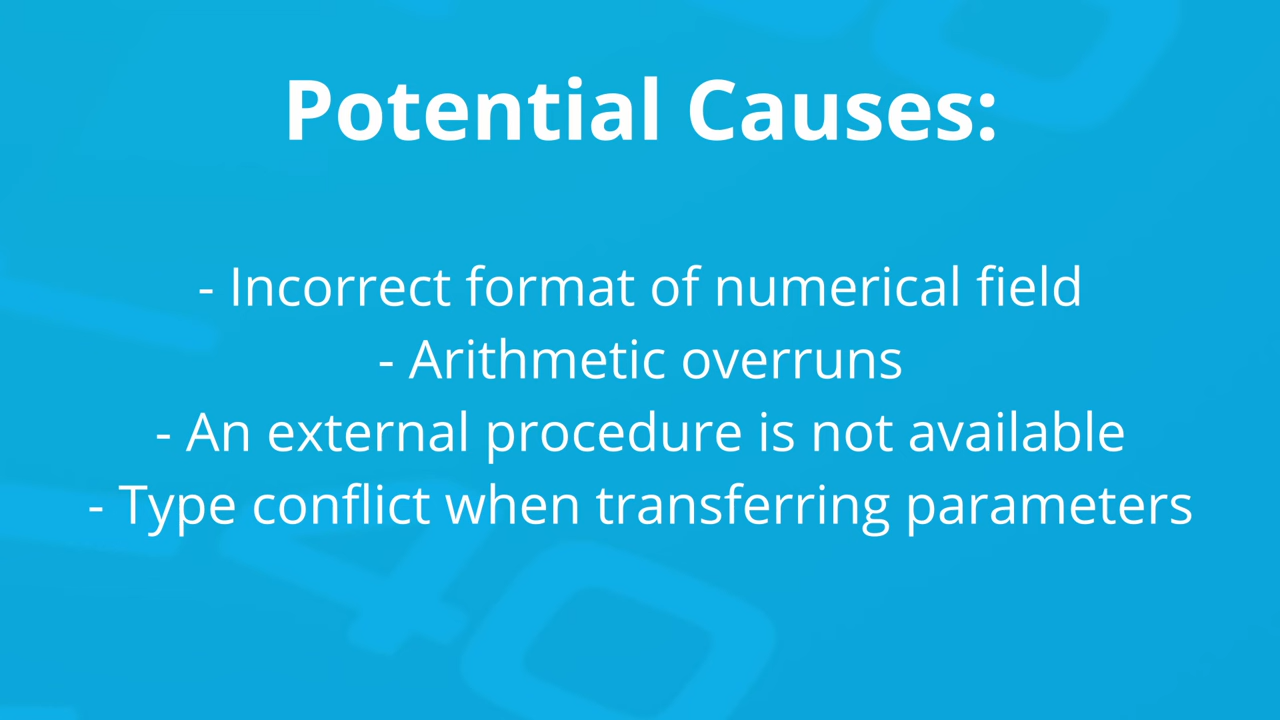 Potential Causes:
- Incorrect format of numerical field
- Arithmetic overruns
- An external procedure is not available
- Type conflict when transferring parameters